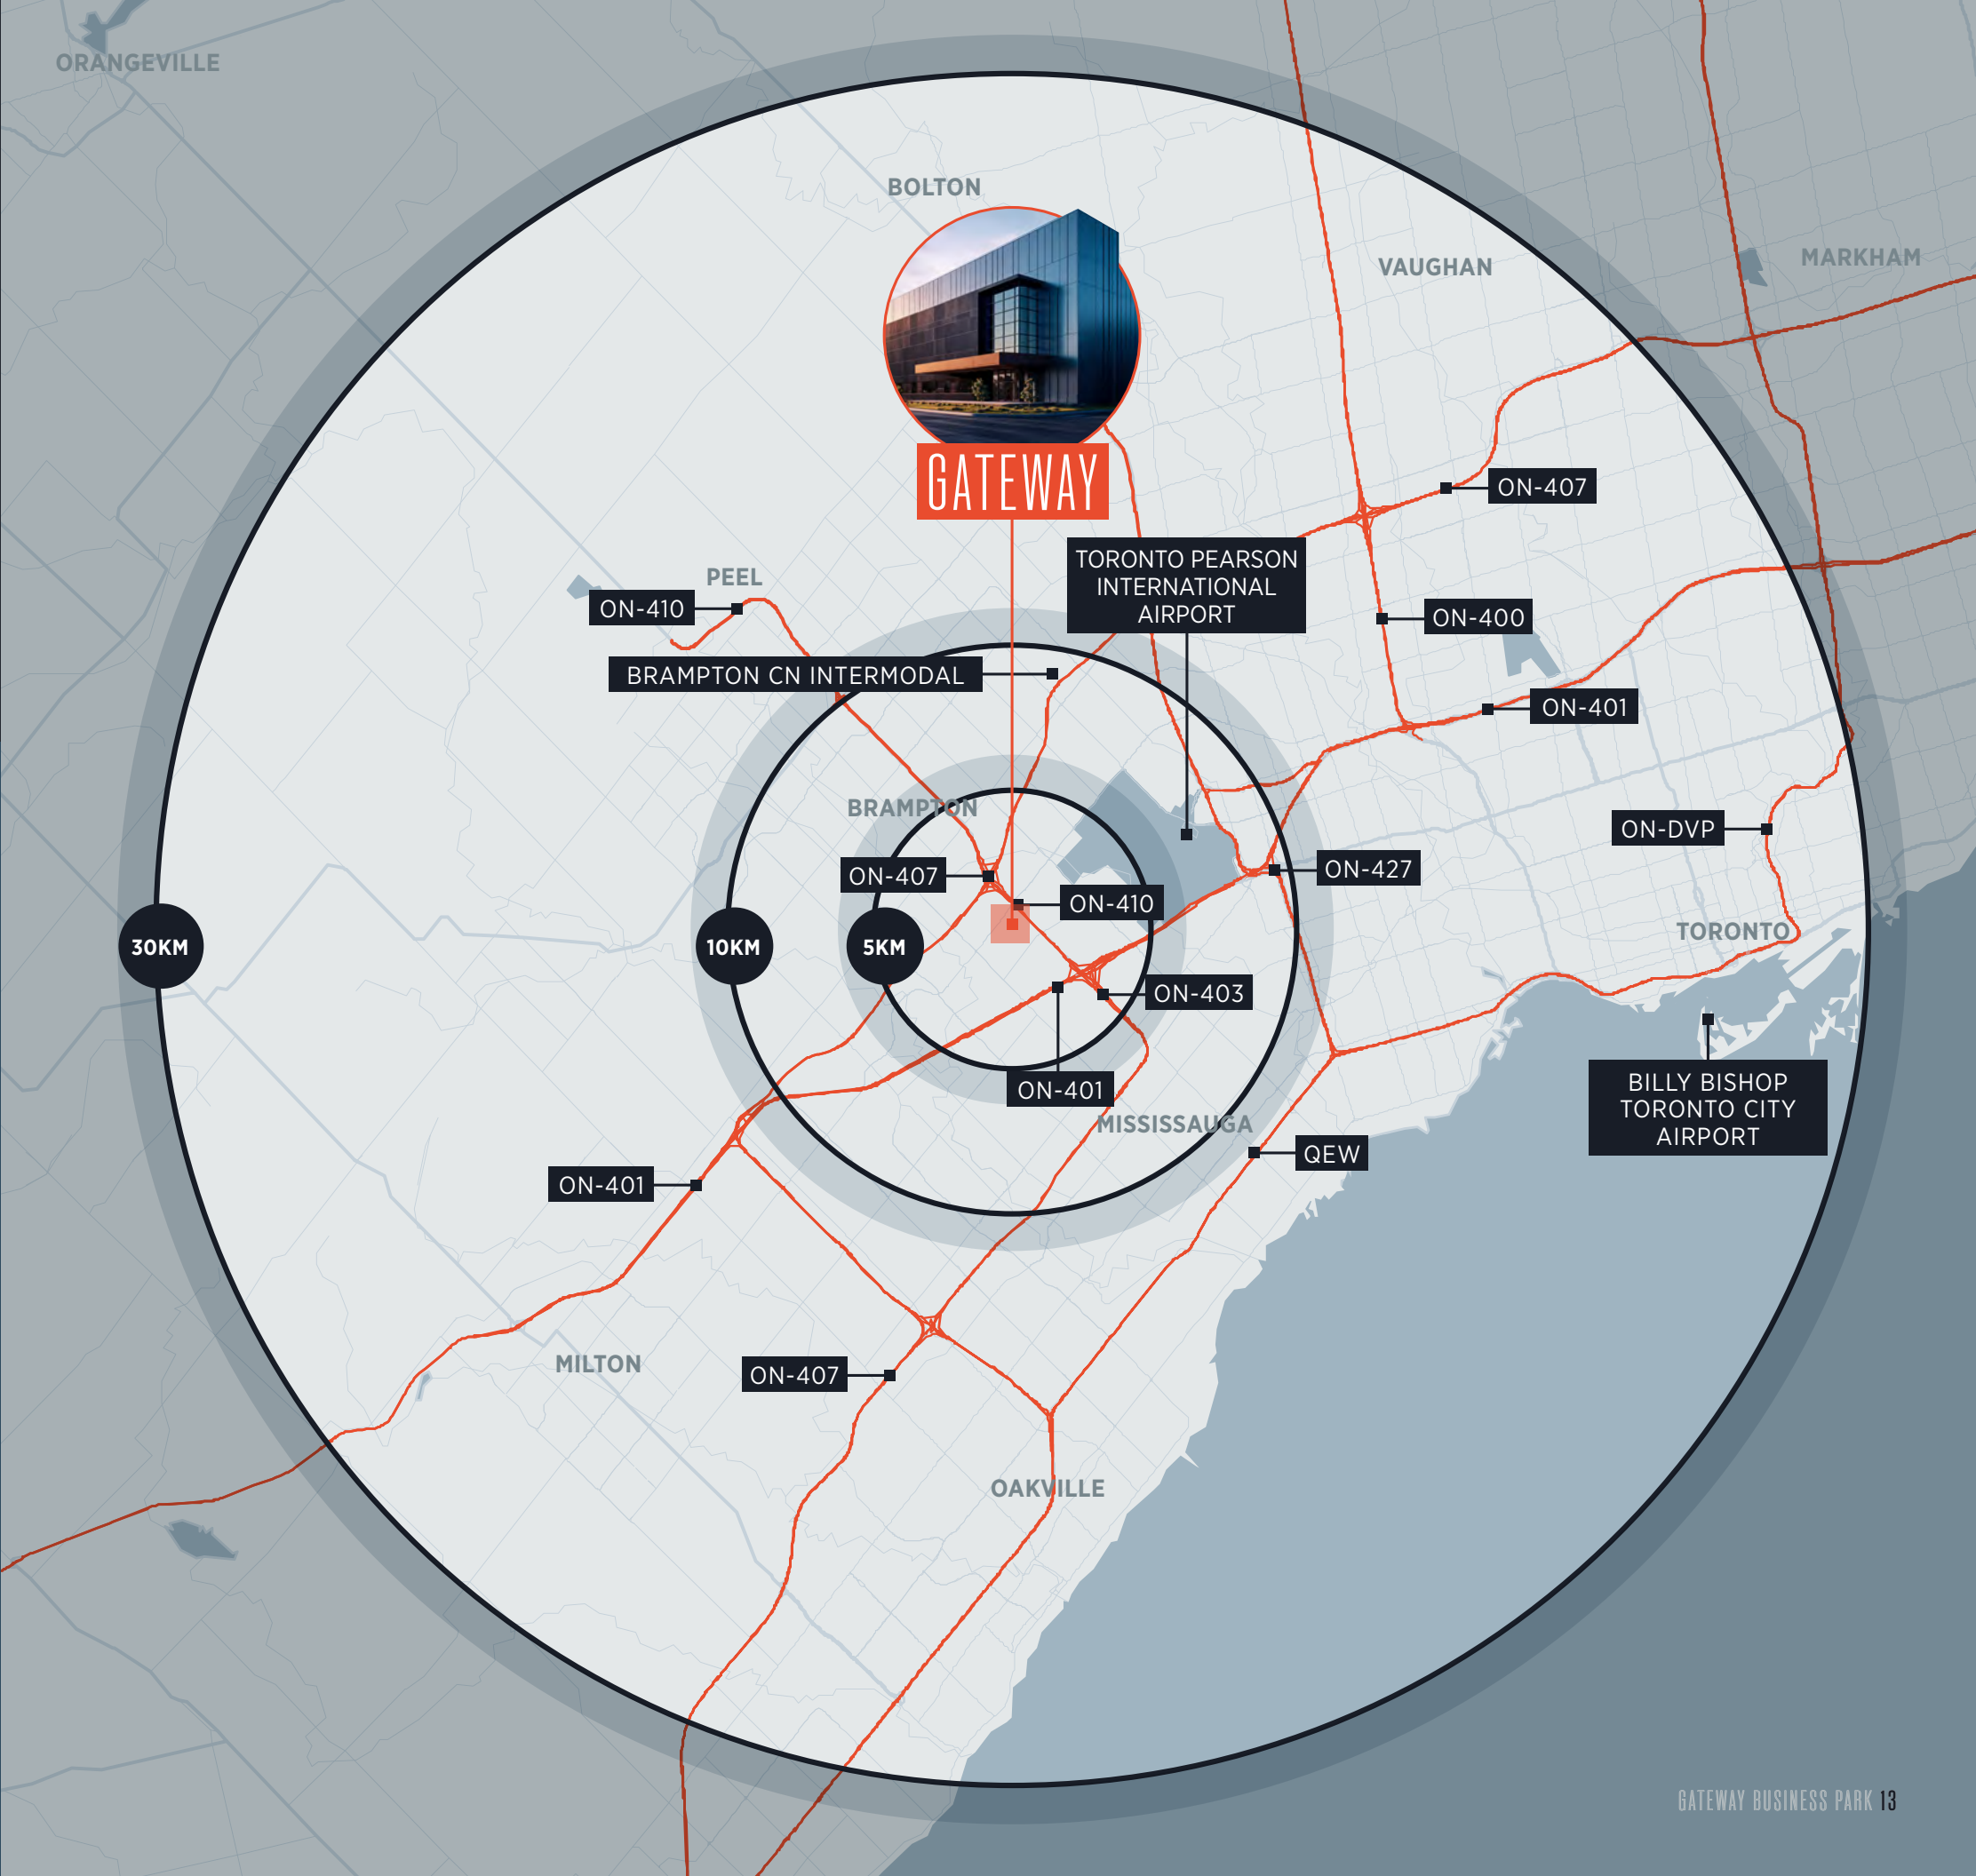 ORANGEVILLE
BOLTON
VAUGHAN
MARKHAM
GATEWAY
ON-407
TORONTO PEARSON
INTERNATIONAL
AIRPORT
PEEL
ON-410
ON-400
BRAMPTON CN INTERMODAL
ON-401
BRAMPTON
ON-DVP
ON-407
ON-427
ON-410
TORONTO
30KM
10KM
5KM
ON-403
ON-401
BILLY BISHOP
TORONTO CITY
AIRPORT
MISSISSAUGA
QEW
ON-401
MILTON
ON-407
OAKVILLE
GATEWAY BUSINESS PARK 13